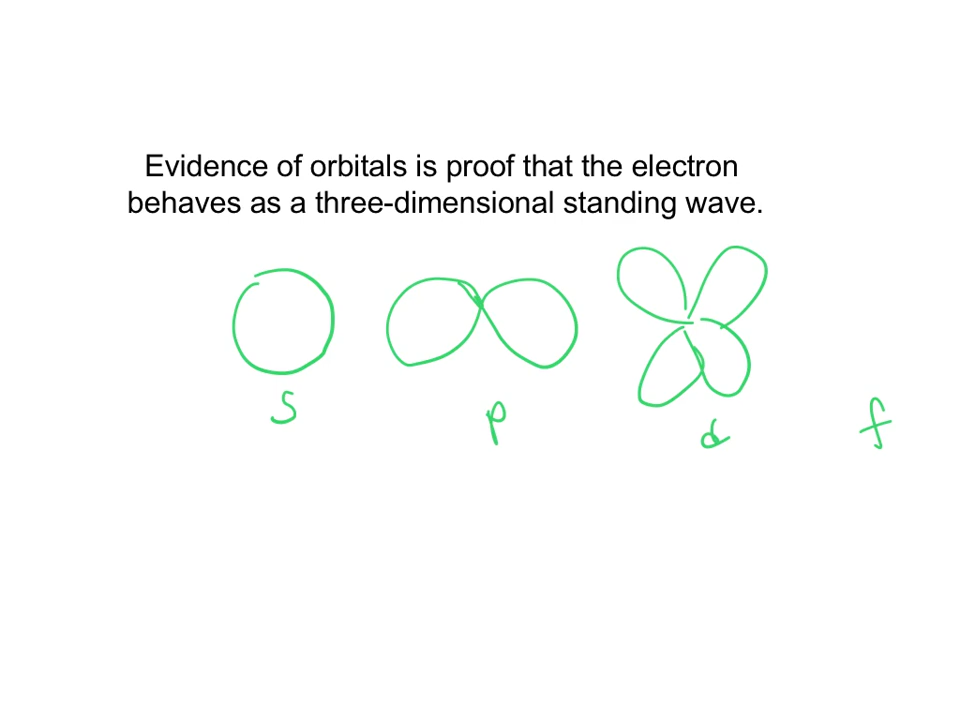 Evidence of orbitals is proof that the electron
behaves as a three-dimensional standing wave.
s p d f